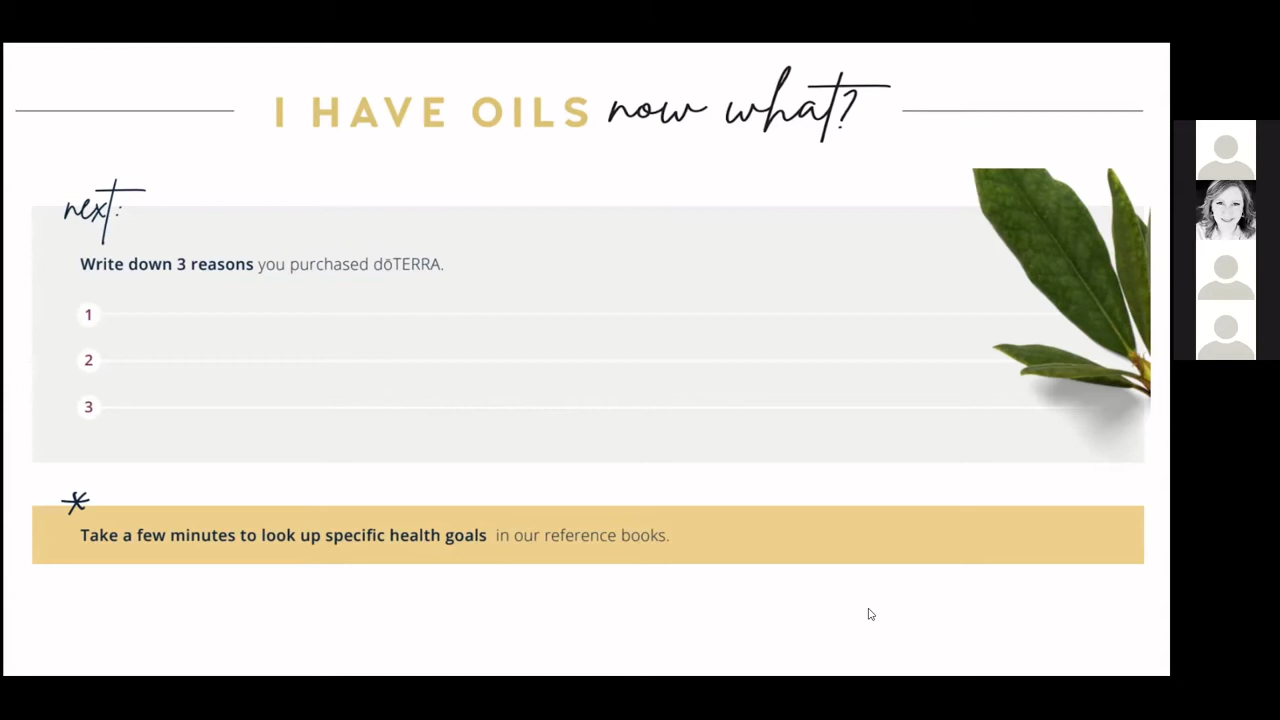 I HAVE OILS now what?
next:
Write down 3 reasons you purchased dōTERRA.
1
2
3
*
Take a few minutes to look up specific health goals in our reference books.